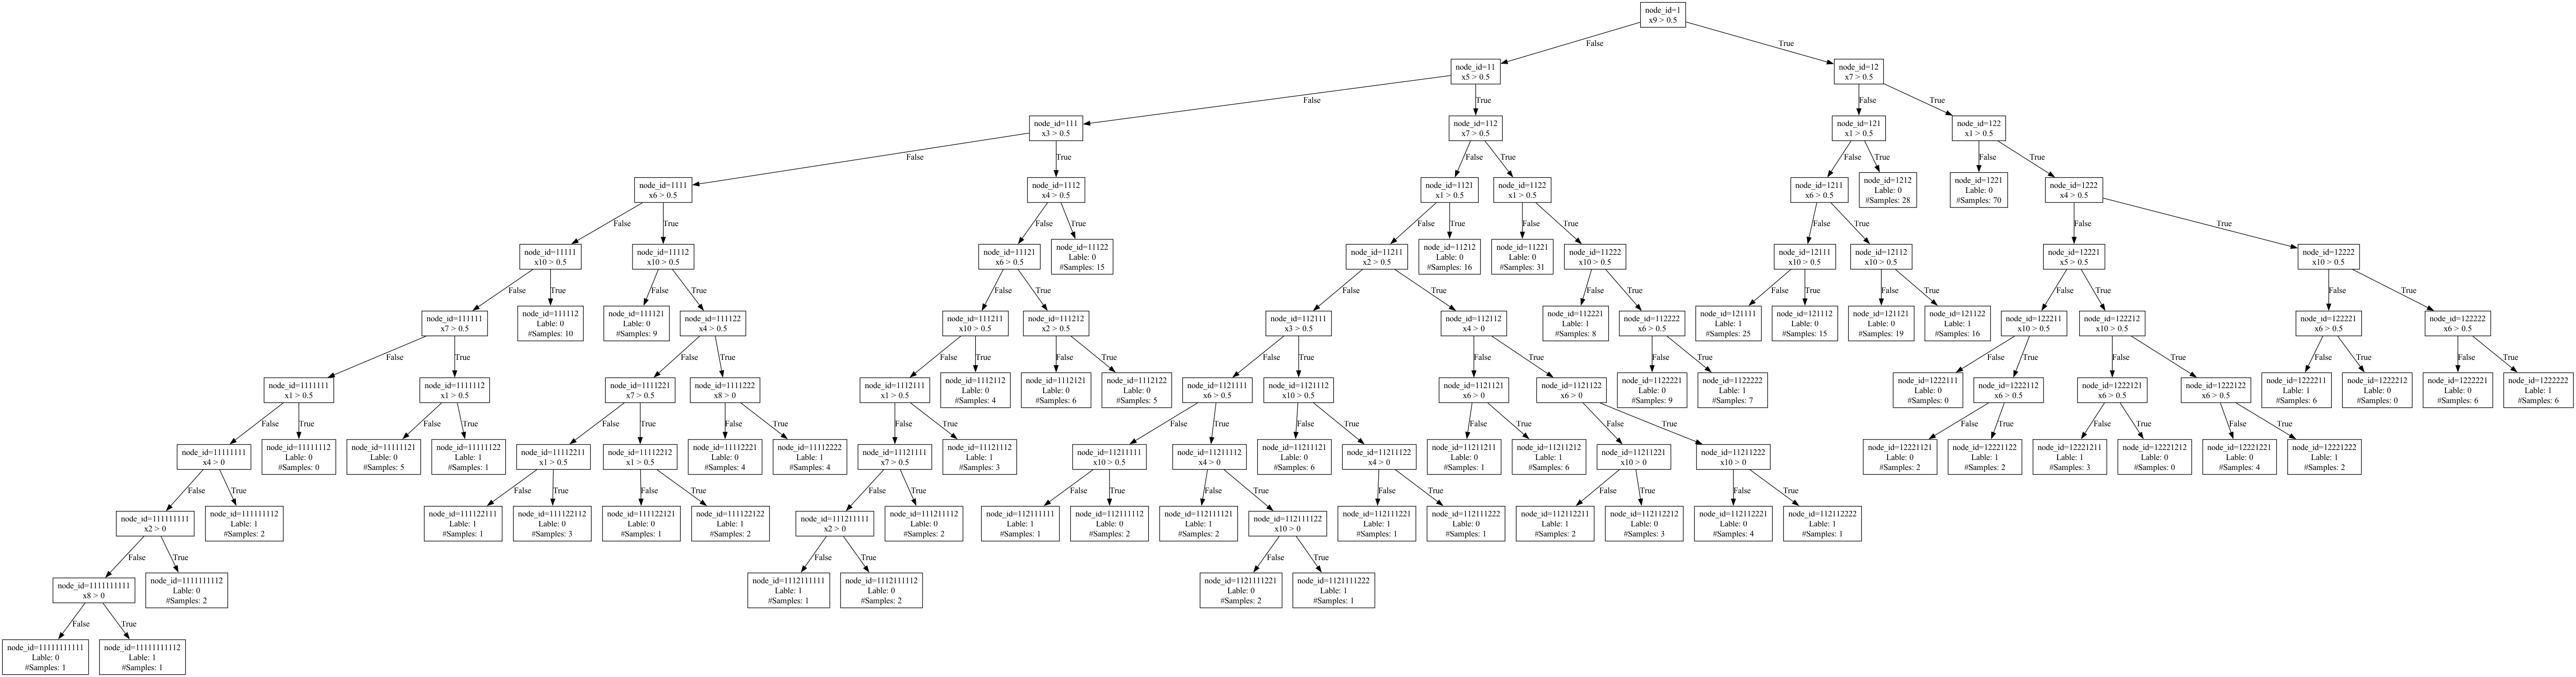 node_id=1
x9 > 0.5
False
True
node_id=11
x5 > 0.5
node_id=12
x7 > 0.5
False
True
False
True
node_id=111
x3 > 0.5
node_id=112
x7 > 0.5
node_id=121
x1 > 0.5
node_id=122
x1 > 0.5
False
True
False
True
False
True
False
True
node_id=1111
x6 > 0.5
node_id=1112
x4 > 0.5
node_id=1121
x1 > 0.5
node_id=1122
x1 > 0.5
node_id=1211
x6 > 0.5
node_id=1212
Lable: 0
#Samples: 28
node_id=1221
Lable: 0
#Samples: 70
node_id=1222
x4 > 0.5
False
True
False
True
False
True
False
True
False
True
False
True
node_id=11111
x10 > 0.5
node_id=11112
x10 > 0.5
node_id=11121
x6 > 0.5
node_id=11122
Lable: 0
#Samples: 15
node_id=11211
x2 > 0.5
node_id=11212
Lable: 0
#Samples: 16
node_id=11221
Lable: 0
#Samples: 31
node_id=11222
x10 > 0.5
node_id=12111
x10 > 0.5
node_id=12112
x10 > 0.5
node_id=12221
x5 > 0.5
node_id=12222
x10 > 0.5
False
True
False
True
False
True
False
True
False
True
False
True
False
True
False
True
False
True
node_id=111111
x7 > 0.5
node_id=111112
Lable: 0
#Samples: 10
node_id=111121
Lable: 0
#Samples: 9
node_id=111122
x4 > 0.5
node_id=111211
x10 > 0.5
node_id=111212
x2 > 0.5
node_id=112111
x3 > 0.5
node_id=112112
x4 > 0
node_id=112221
Lable: 1
#Samples: 8
node_id=112222
x6 > 0.5
node_id=121111
Lable: 1
#Samples: 25
node_id=121112
Lable: 0
#Samples: 15
node_id=121121
Lable: 0
#Samples: 19
node_id=121122
Lable: 1
#Samples: 16
node_id=122211
x10 > 0.5
node_id=122212
x10 > 0.5
node_id=122221
x6 > 0.5
node_id=122222
x6 > 0.5
False
True
False
True
False
True
False
True
False
True
False
True
False
True
False
True
False
True
False
True
False
True
node_id=1111111
x1 > 0.5
node_id=1111112
x1 > 0.5
node_id=1111221
x7 > 0.5
node_id=1111222
x8 > 0
node_id=1112111
x1 > 0.5
node_id=1112112
Lable: 0
#Samples: 4
node_id=1112121
Lable: 0
#Samples: 6
node_id=1112122
Lable: 0
#Samples: 5
node_id=1121111
x6 > 0.5
node_id=1121112
x10 > 0.5
node_id=1121121
x6 > 0
node_id=1121122
x6 > 0
node_id=1122221
Lable: 0
#Samples: 9
node_id=1122222
Lable: 1
#Samples: 7
node_id=1222111
Lable: 0
#Samples: 0
node_id=1222112
x6 > 0.5
node_id=1222121
x6 > 0.5
node_id=1222122
x6 > 0.5
node_id=1222211
Lable: 1
#Samples: 6
node_id=1222212
Lable: 0
#Samples: 0
node_id=1222221
Lable: 0
#Samples: 6
node_id=1222222
Lable: 1
#Samples: 6
False
True
False
True
False
True
False
True
False
True
False
True
False
True
False
True
False
True
False
True
False
True
False
True
node_id=11111111
x4 > 0
node_id=11111112
Lable: 0
#Samples: 0
node_id=11111121
Lable: 0
#Samples: 5
node_id=11111122
Lable: 1
#Samples: 1
node_id=11112211
x1 > 0.5
node_id=11112212
x1 > 0.5
node_id=11112221
Lable: 0
#Samples: 4
node_id=11112222
Lable: 1
#Samples: 4
node_id=11121111
x7 > 0.5
node_id=11121112
Lable: 1
#Samples: 3
node_id=11211111
x10 > 0.5
node_id=11211112
x4 > 0
node_id=11211121
Lable: 0
#Samples: 6
node_id=11211122
x4 > 0
node_id=11211211
Lable: 0
#Samples: 1
node_id=11211212
Lable: 1
#Samples: 6
node_id=11211221
x10 > 0
node_id=11211222
x10 > 0
node_id=12221121
Lable: 0
#Samples: 2
node_id=12221122
Lable: 1
#Samples: 2
node_id=12221211
Lable: 1
#Samples: 3
node_id=12221212
Lable: 0
#Samples: 0
node_id=12221221
Lable: 0
#Samples: 4
node_id=12221222
Lable: 1
#Samples: 2
False
True
False
True
False
True
False
True
False
True
False
True
False
True
False
True
False
True
node_id=111111111
x2 > 0
node_id=111111112
Lable: 1
#Samples: 2
node_id=111122111
Lable: 1
#Samples: 1
node_id=111122112
Lable: 0
#Samples: 3
node_id=111122121
Lable: 0
#Samples: 1
node_id=111122122
Lable: 1
#Samples: 2
node_id=111211111
x2 > 0
node_id=111211112
Lable: 0
#Samples: 2
node_id=112111111
Lable: 1
#Samples: 1
node_id=112111112
Lable: 0
#Samples: 2
node_id=112111121
Lable: 1
#Samples: 2
node_id=112111122
x10 > 0
node_id=112111221
Lable: 1
#Samples: 1
node_id=112111222
Lable: 0
#Samples: 1
node_id=112112211
Lable: 1
#Samples: 2
node_id=112112212
Lable: 0
#Samples: 3
node_id=112112221
Lable: 0
#Samples: 4
node_id=112112222
Lable: 1
#Samples: 1
False
True
False
True
False
True
node_id=1111111111
x8 > 0
node_id=1111111112
Lable: 0
#Samples: 2
node_id=1112111111
Lable: 1
#Samples: 1
node_id=1112111112
Lable: 0
#Samples: 2
node_id=1121111221
Lable: 0
#Samples: 2
node_id=1121111222
Lable: 1
#Samples: 1
False
True
node_id=11111111111
Lable: 0
#Samples: 1
node_id=11111111112
Lable: 1
#Samples: 1